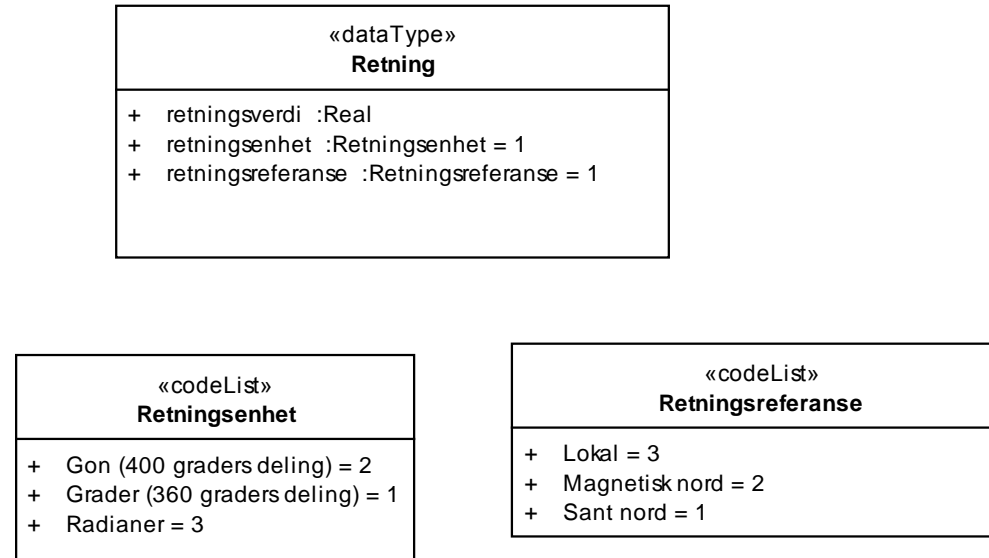 «dataType»
Retning
+ retningsverdi :Real
+ retningsenhet :Retningsenhet = 1
+ retningsreferanse :Retningsreferanse = 1
«codeList»
Retningsenhet
+ Gon (400 graders deling) = 2
+ Grader (360 graders deling) = 1
+ Radianer = 3
«codeList»
Retningsreferanse
+ Lokal = 3
+ Magnetisk nord = 2
+ Sant nord = 1